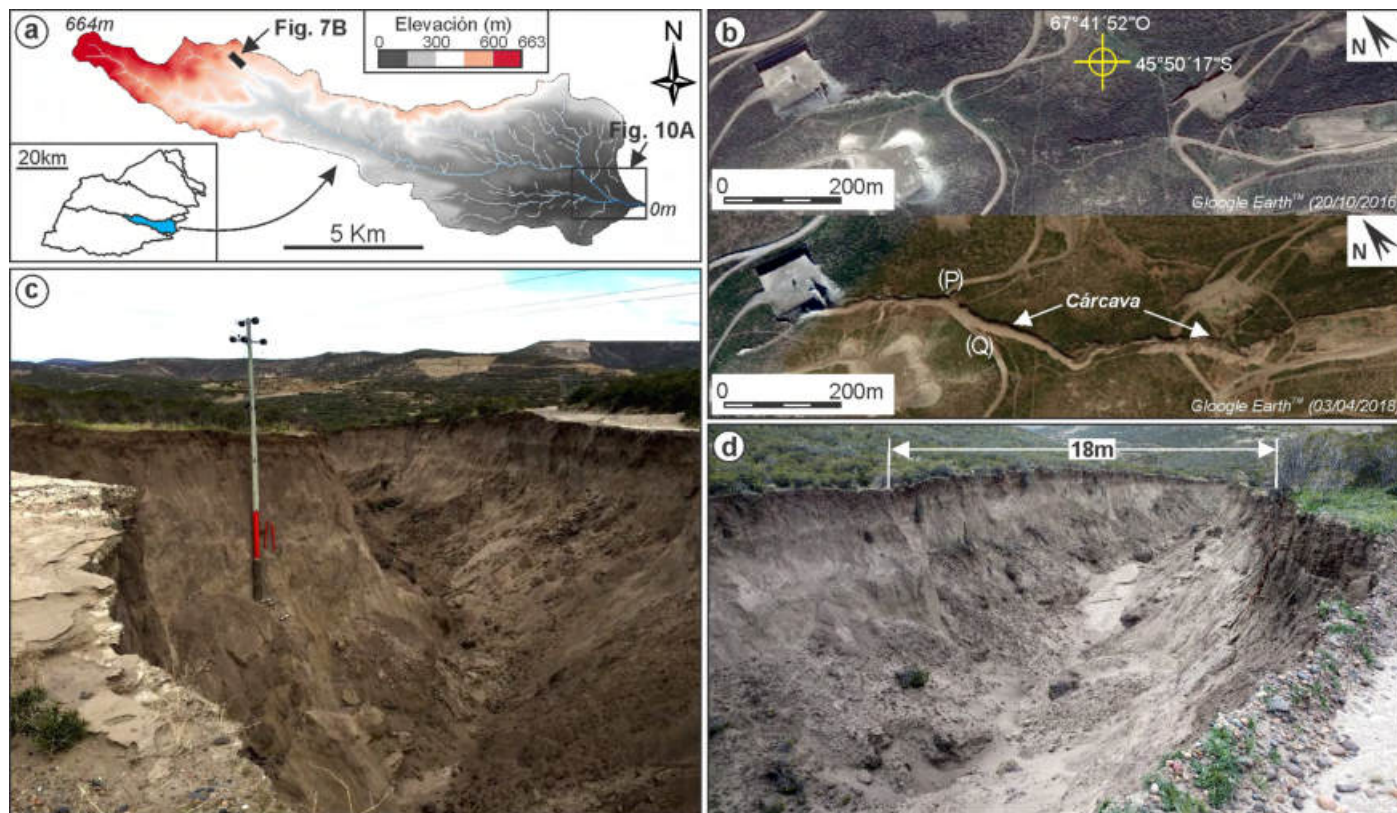 a
664m
Fig. 7B
Elevación (m)
0 300 600 663
N
Fig. 10A
20km
0m
5 Km
b
67°41´52"O
45°50´17"S
N
0 200m
Gloogle Earth™ (20/10/2016)
N
(P)
Cárcava
(Q)
0 200m
Gloogle Earth™ (03/04/2018)
c
d
18m